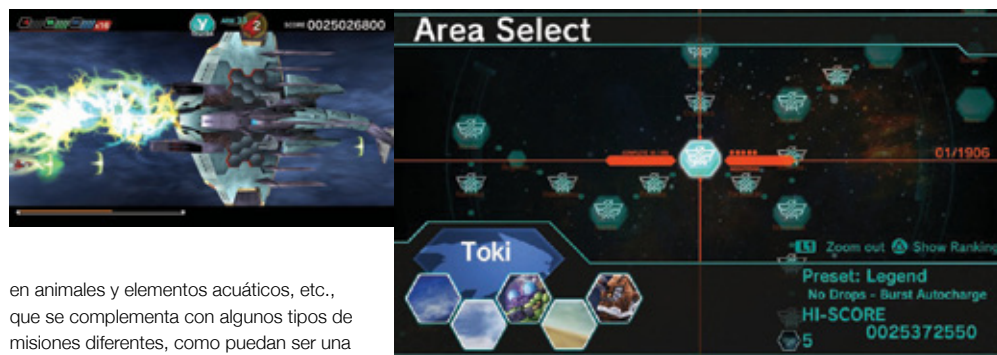 SCORE 0025026800
Y
2
en animales y elementos acuáticos, etc.,
que se complementa con algunos tipos de
misiones diferentes, como puedan ser una
Area Select
01/1906
L1 Zoom out Show Ranking
Toki
Preset: Legend
No Drops - Burst Autocharge
HI-SCORE
5 0025372550